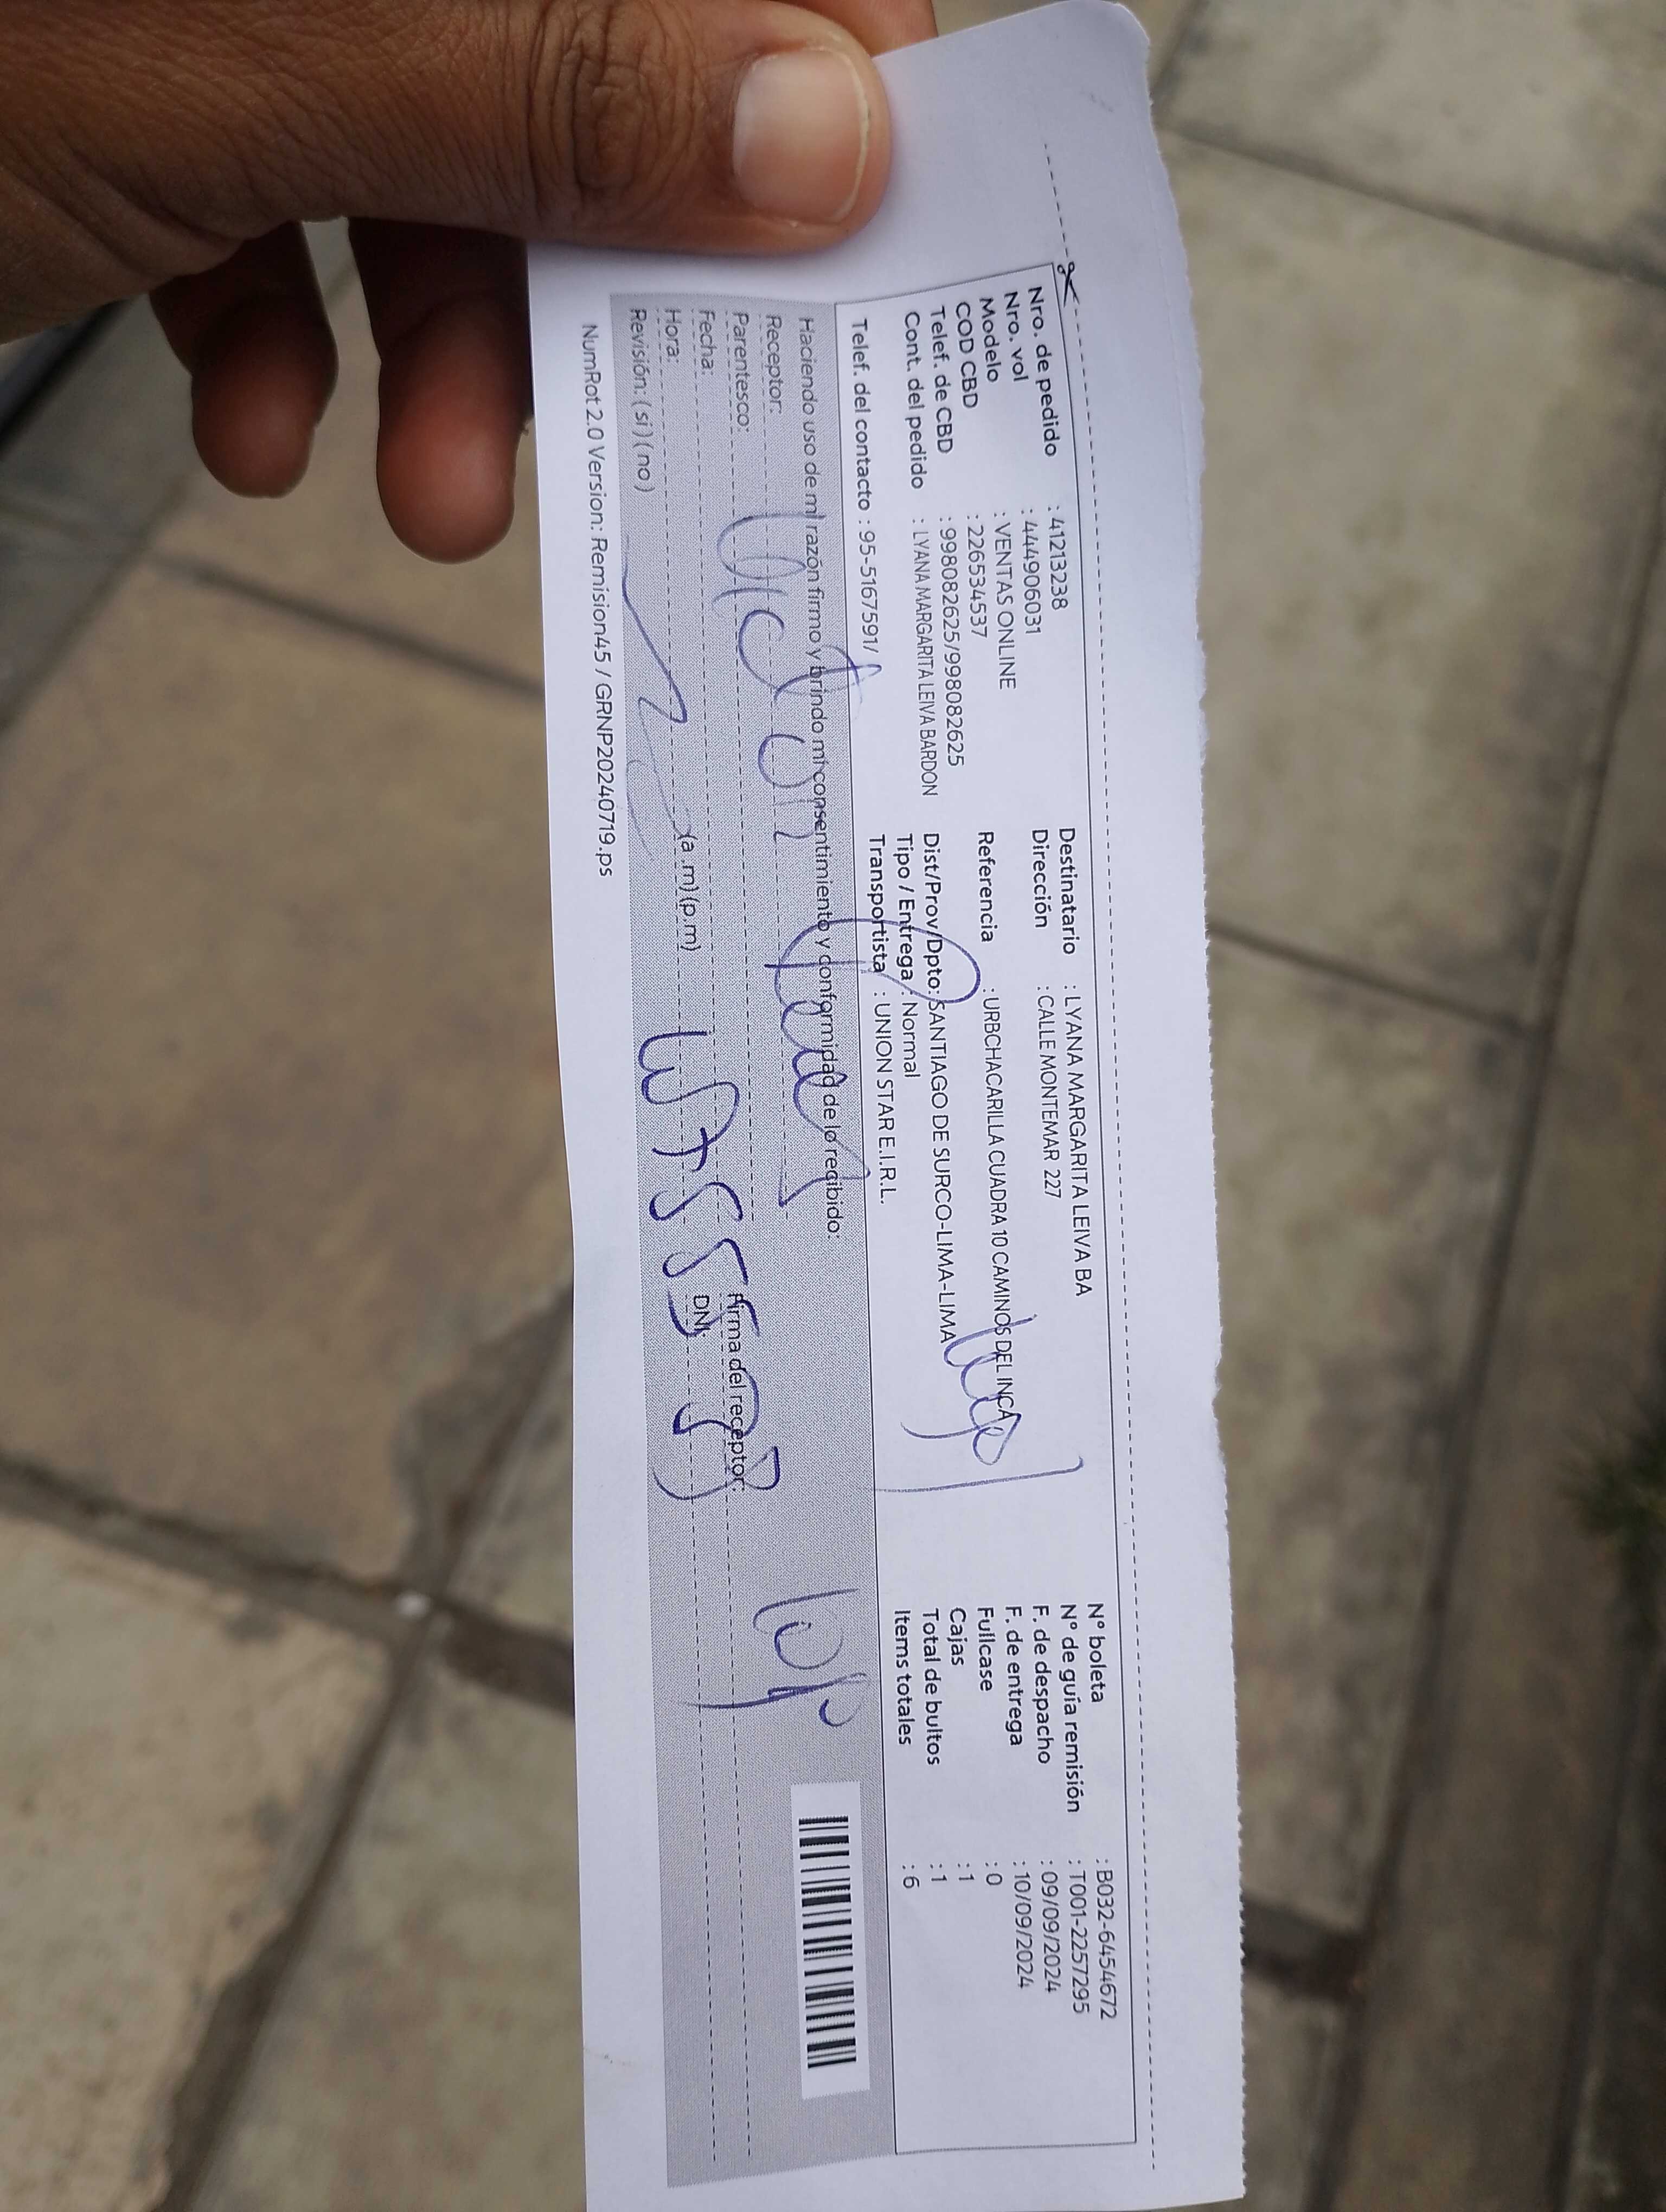 Nro. de pedido : 41213238
Nro. vol : 444906031
Modelo : VENTAS ONLINE
COD CBD : 226534537
Telef. de CBD : 998082625/998082625
Cont. del pedido : LYANA MARGARITA LEIVA BARDON
Telef. del contacto : 95-5167591/
Destinatario : LYANA MARGARITA LEIVA BA
Dirección : CALLE MONTEMAR 227
Referencia : URBCHACARILLA CUADRA 10 CAMINOS DEL INCA
Dist/Prov/Dpto: SANTIAGO DE SURCO-LIMA-LIMA
Tipo / Entrega : Normal
Transportista : UNION STAR E.I.R.L.
N° boleta : B032-6454672
N° de guía remisión : T001-2257295
F. de despacho : 09/09/2024
F. de entrega : 10/09/2024
Fullcase : 0
Cajas : 1
Total de bultos : 1
Items totales : 6
Haciendo uso de mi razón firmo y brindo mi consentimiento y conformidad de lo recibido:
Receptor:
Parentesco:
Fecha:
Hora: (a.m) (p.m)
Revisión: ( si ) ( no )
Firma del receptor:
DNI:
NumRot 2.0 Version: Remision45 / GRNP20240719.ps